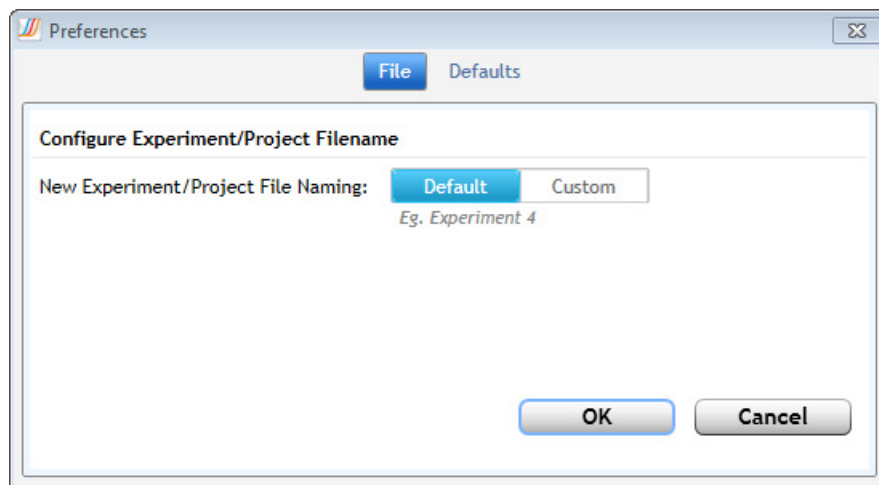 Preferences
File Defaults
Configure Experiment/Project Filename
New Experiment/Project File Naming: Default Custom
Eg. Experiment 4
OK Cancel